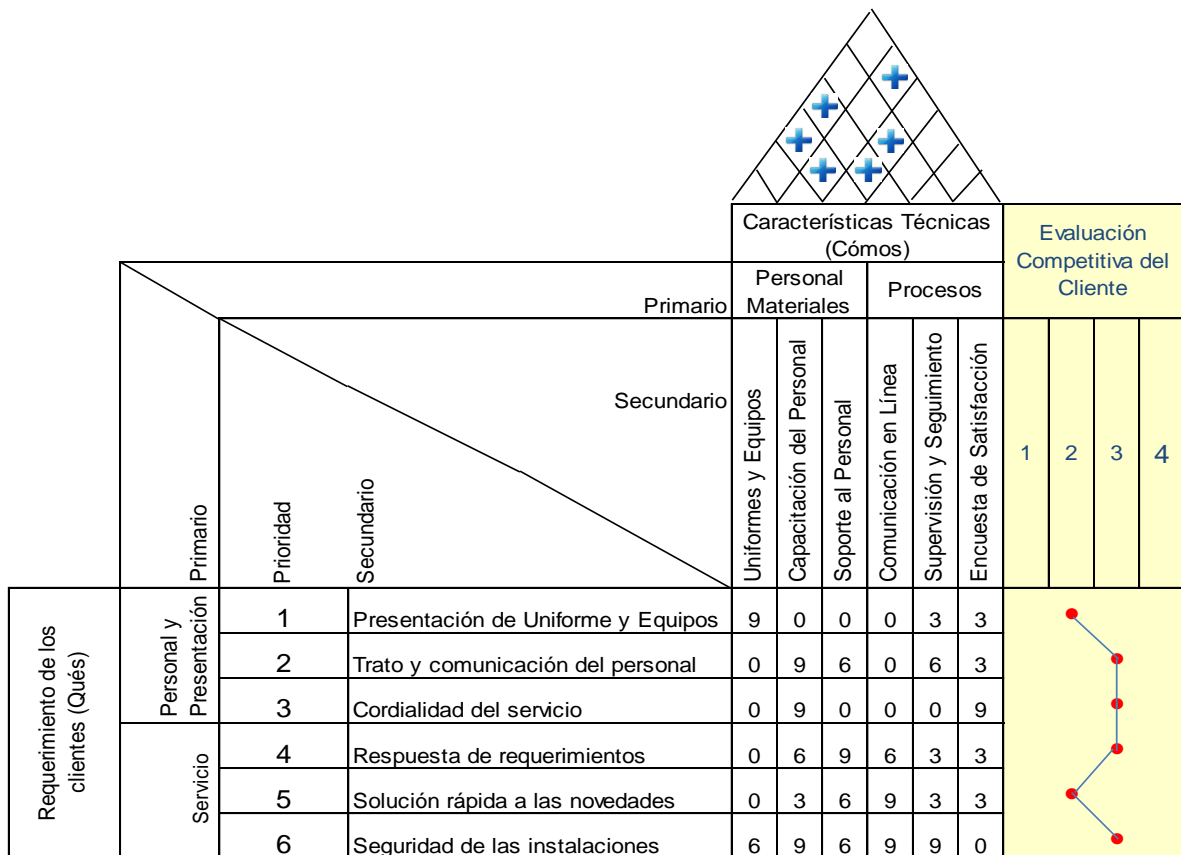 Característícas Técnicas
(Cómos)
Evaluación
Competitiva del
Cliente
Primario
Personal
Materiales
Procesos
Secundario
Uniformes y Equipos
Capacitación del Personal
Soporte al Personal
Comunicación en Línea
Supervisión y Seguimiento
Encuesta de Satisfacción
1 2 3 4
Primario
Prioridad
Secundario
Requerimiento de los
clientes (Qués)
Personal y
Presentación
1 Presentación de Uniforme y Equipos 9 0 0 0 3 3
2 Trato y comunicación del personal 0 9 6 0 6 3
3 Cordialidad del servicio 0 9 0 0 0 9
Servicio
4 Respuesta de requerimientos 0 6 9 6 3 3
5 Solución rápida a las novedades 0 3 6 9 3 3
6 Seguridad de las instalaciones 6 9 6 9 9 0